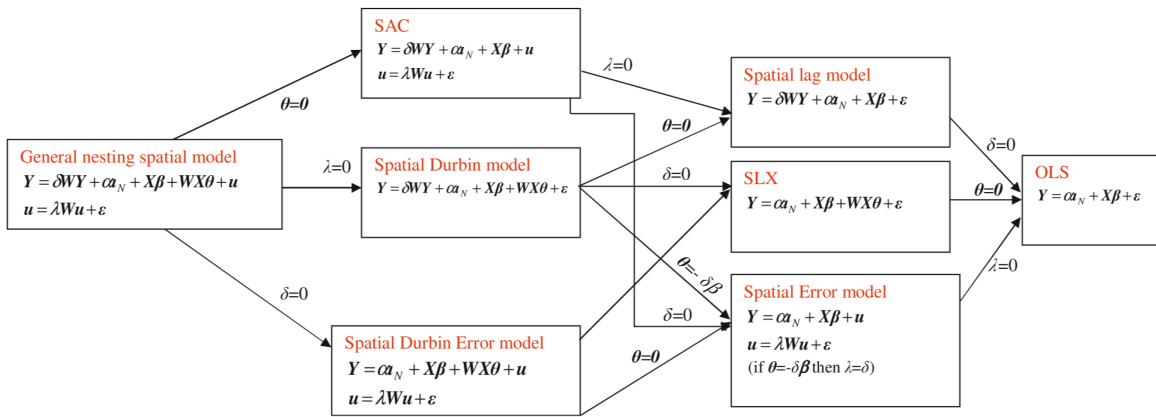 SAC
Y = δWY + αι_N + Xβ + u
u = λWu + ε
λ=0
θ=0
General nesting spatial model
Y = δWY + αι_N + Xβ + WXθ + u
u = λWu + ε
λ=0
Spatial Durbin model
Y = δWY + αι_N + Xβ + WXθ + ε
δ=0
Spatial Durbin Error model
Y = αι_N + Xβ + WXθ + u
u = λWu + ε
Spatial lag model
Y = δWY + αι_N + Xβ + ε
θ=0
δ=0
SLX
Y = αι_N + Xβ + WXθ + ε
θ=-δβ
δ=0
θ=0
Spatial Error model
Y = αι_N + Xβ + u
u = λWu + ε
(if θ=-δβ then λ=δ)
δ=0
θ=0
λ=0
OLS
Y = αι_N + Xβ + ε